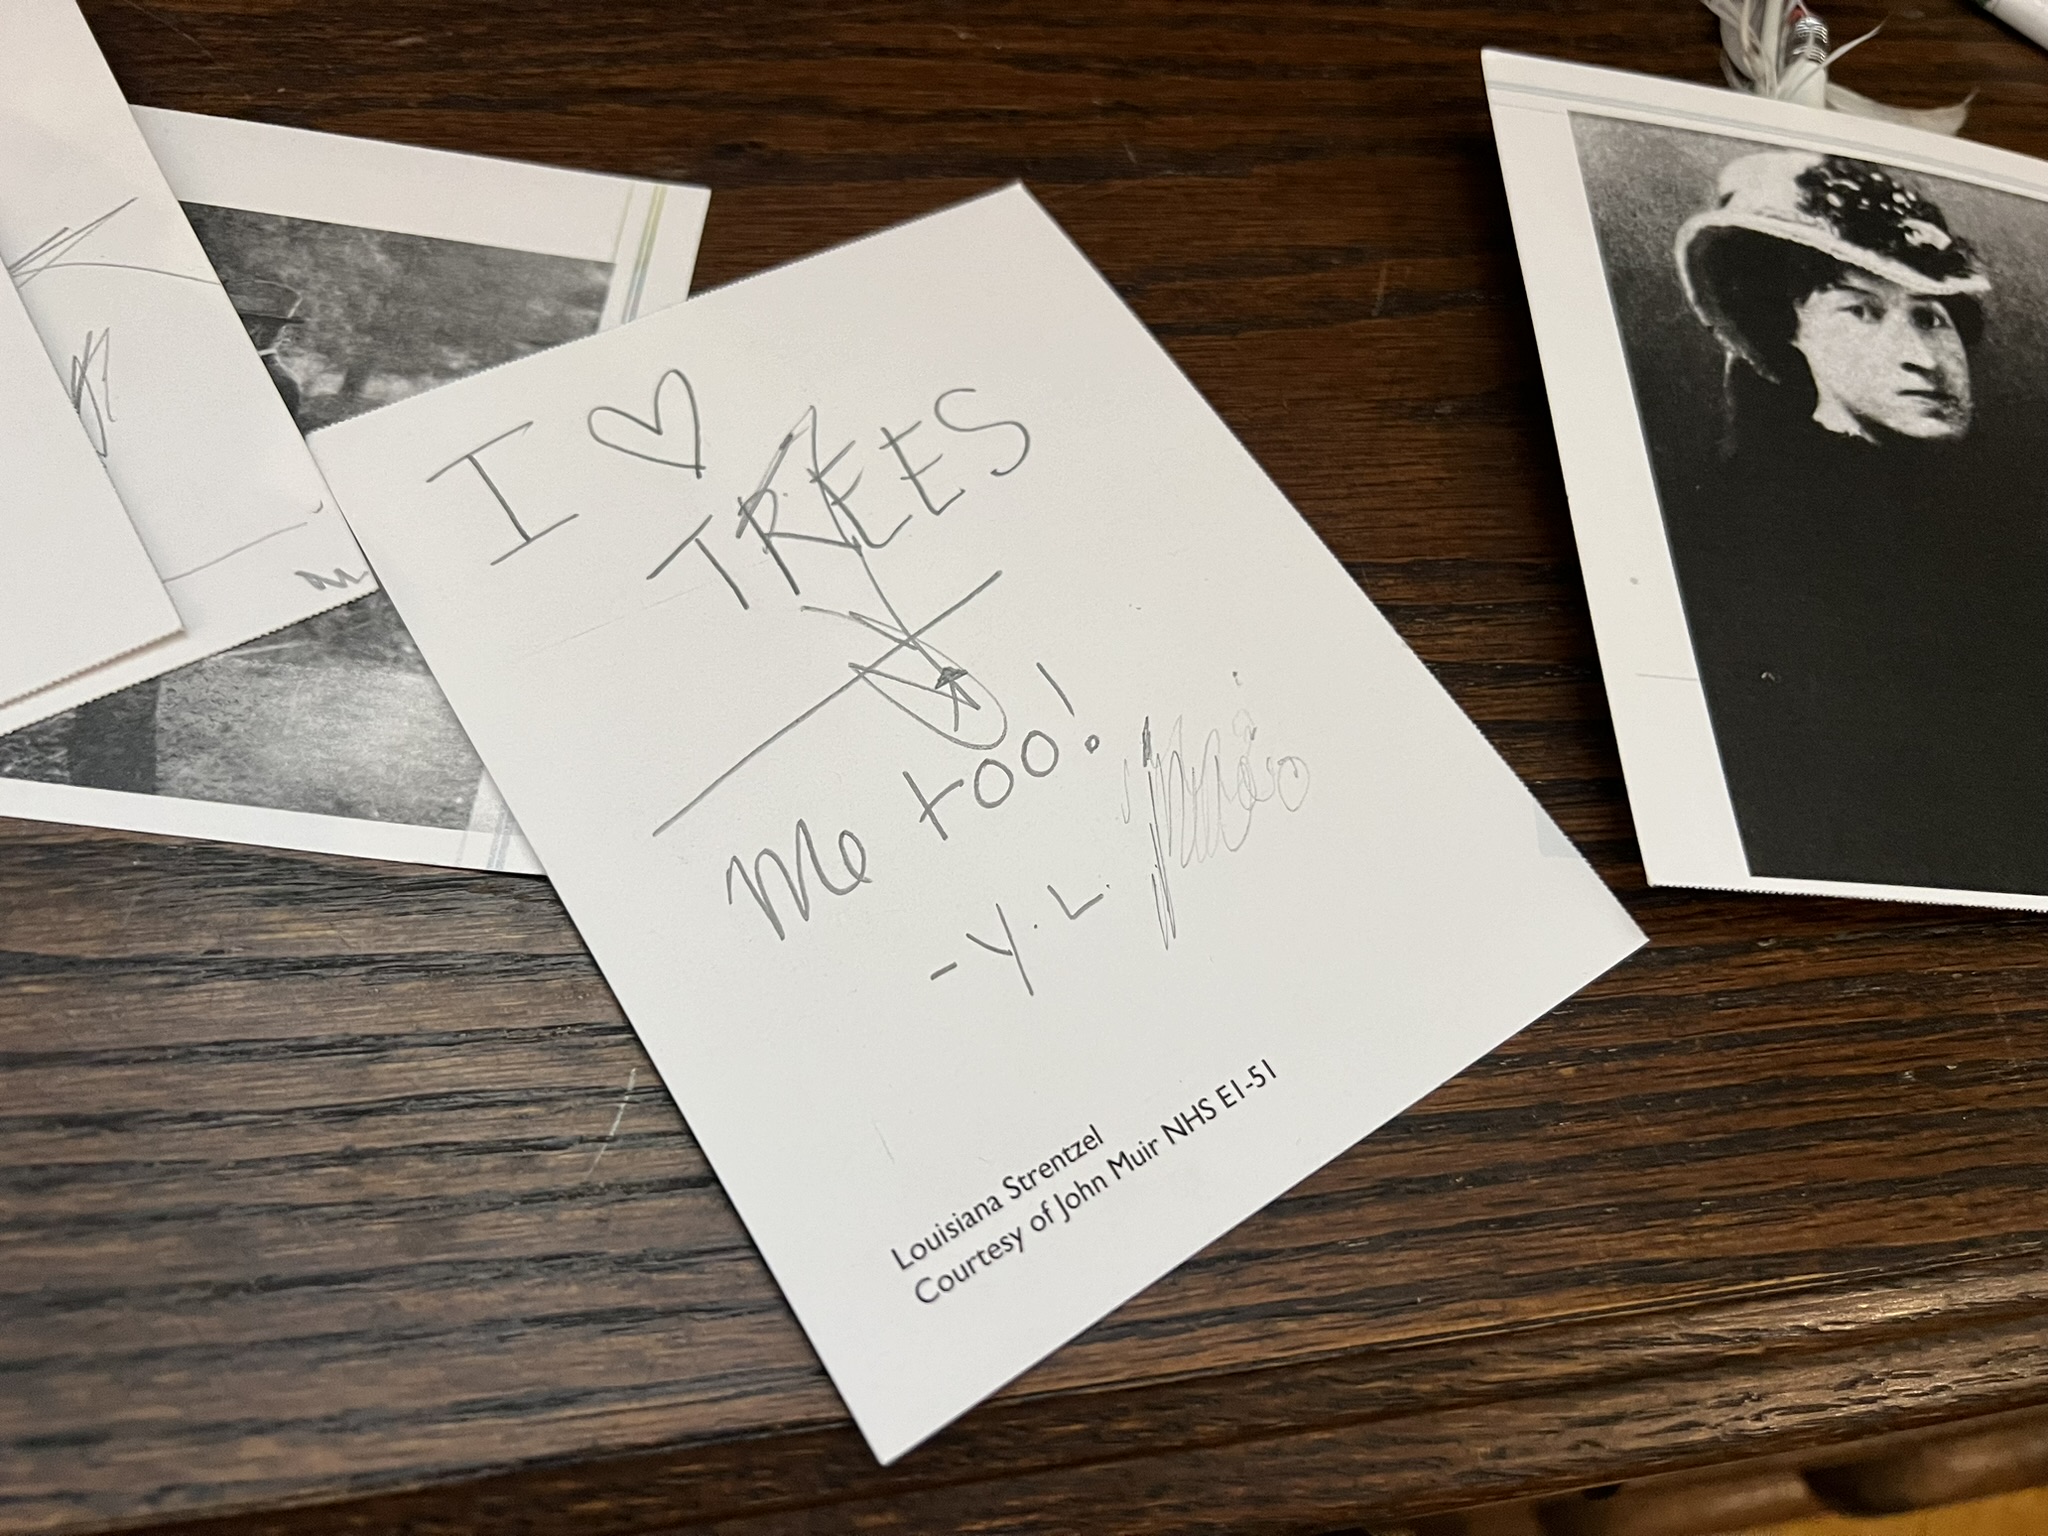 I ♡
TREES
Me too!
- Y. L.
Louisiana Strentzel
Courtesy of John Muir NHS E1-51